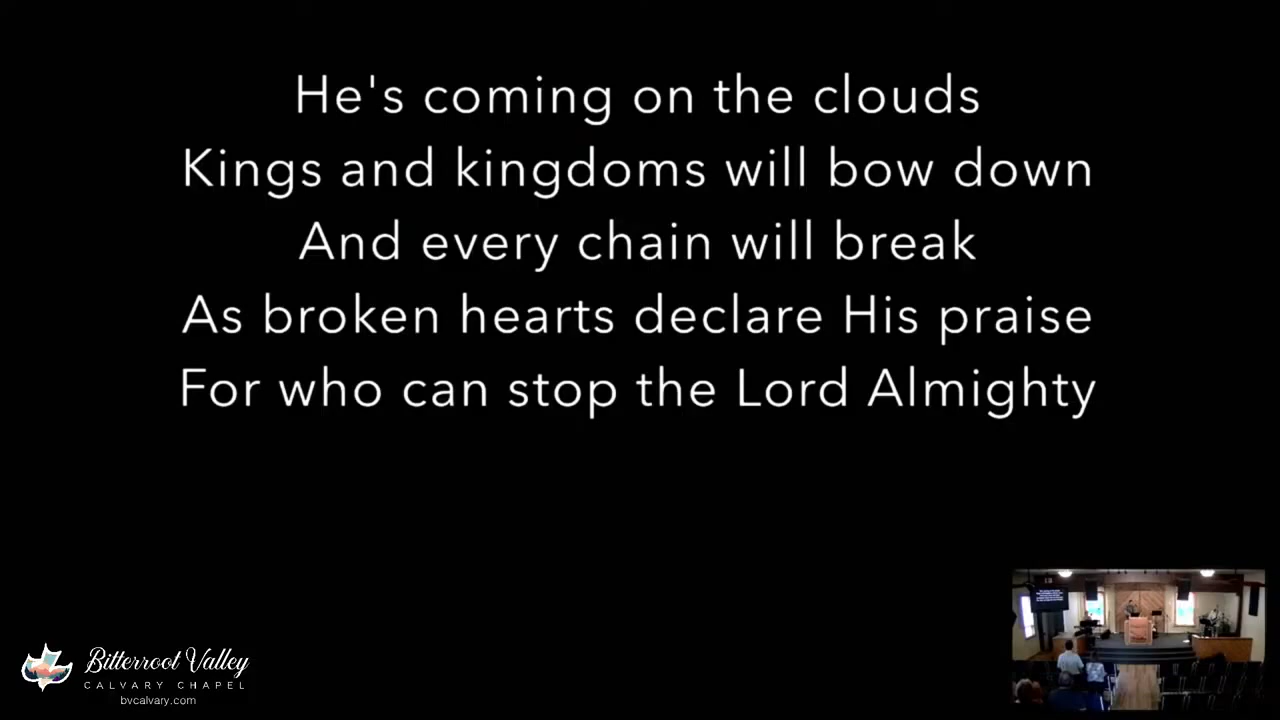 He's coming on the clouds
Kings and kingdoms will bow down
And every chain will break
As broken hearts declare His praise
For who can stop the Lord Almighty
Bitterroot Valley
CALVARY CHAPEL
bvcalvary.com